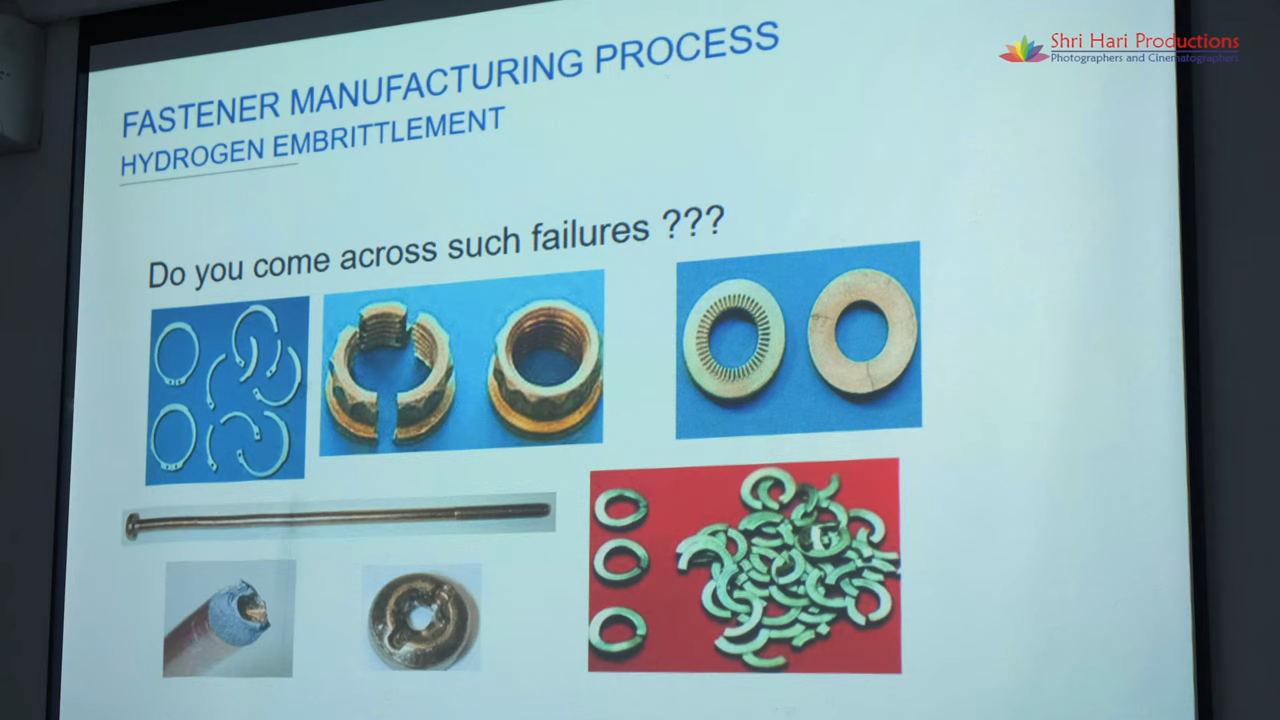 Shri Hari Productions
Photographers and Cinematographers
FASTENER MANUFACTURING PROCESS
HYDROGEN EMBRITTLEMENT
Do you come across such failures ???